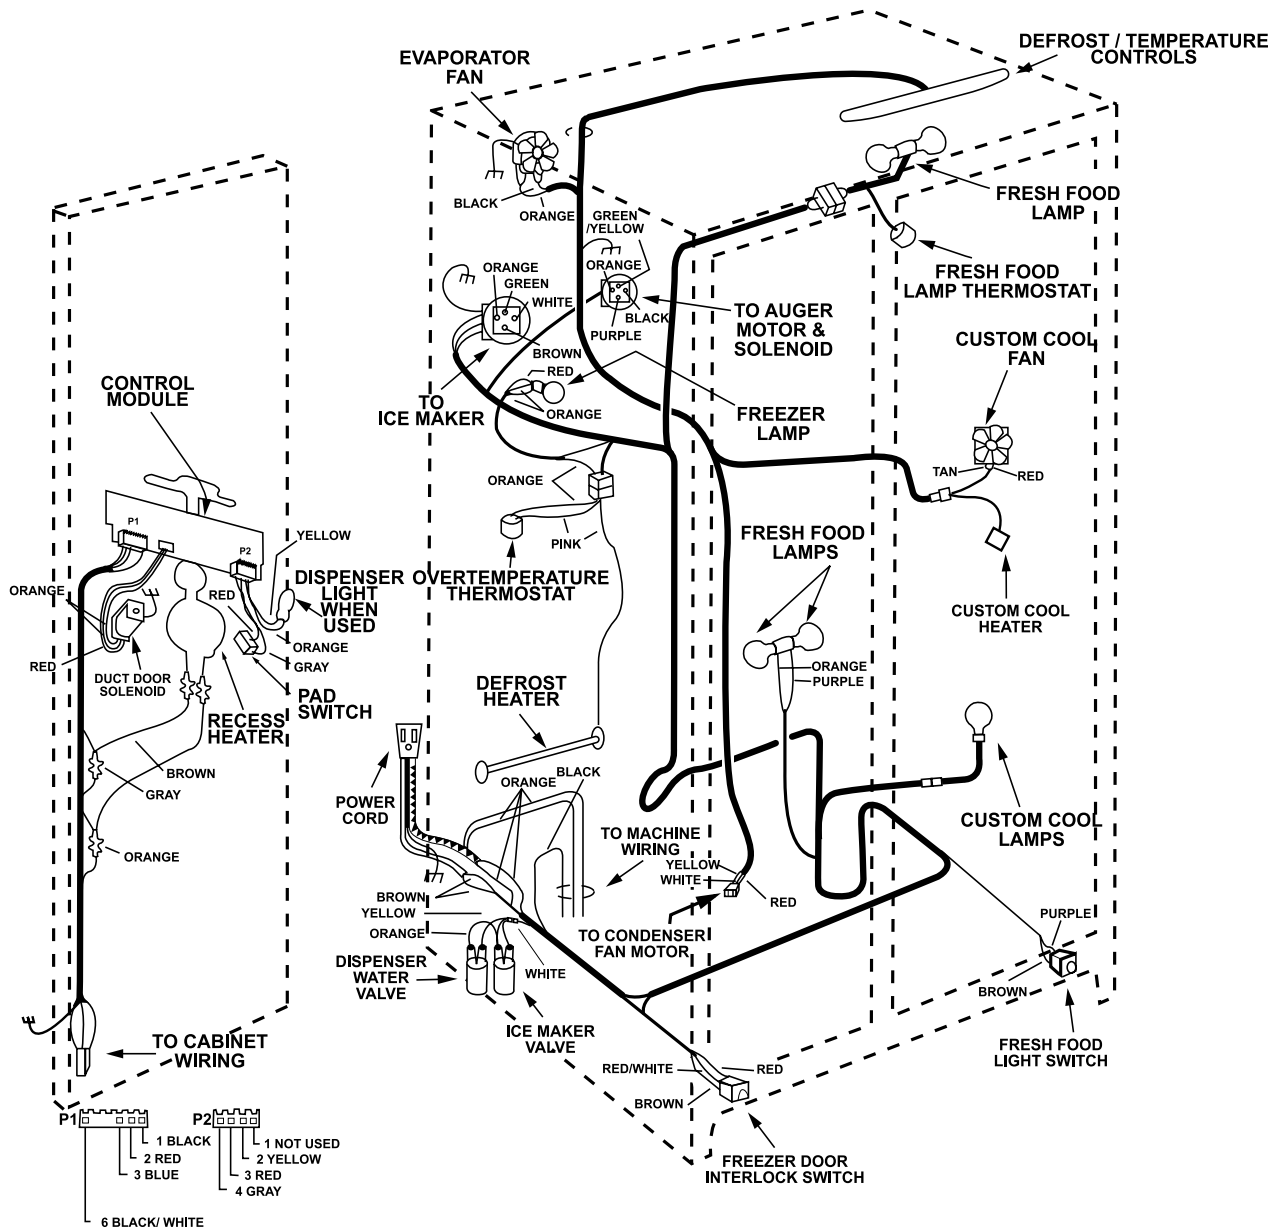 EVAPORATOR
FAN
DEFROST / TEMPERATURE
CONTROLS
BLACK
ORANGE
GREEN
/YELLOW
FRESH FOOD
LAMP
ORANGE
GREEN
WHITE
ORANGE
BLACK
PURPLE
FRESH FOOD
LAMP THERMOSTAT
TO AUGER
MOTOR &
SOLENOID
BROWN
CUSTOM COOL
FAN
RED
TO
ICE MAKER
ORANGE
FREEZER
LAMP
CONTROL
MODULE
TAN
RED
ORANGE
PINK
P1
P2
YELLOW
FRESH FOOD
LAMPS
DISPENSER
LIGHT
WHEN
USED
OVERTEMPERATURE
THERMOSTAT
ORANGE
RED
CUSTOM COOL
HEATER
ORANGE
GRAY
RED
DUCT DOOR
SOLENOID
PAD
SWITCH
RECESS
HEATER
ORANGE
PURPLE
DEFROST
HEATER
BROWN
GRAY
ORANGE
BLACK
ORANGE
POWER
CORD
TO MACHINE
WIRING
CUSTOM COOL
LAMPS
YELLOW
WHITE
RED
BROWN
YELLOW
ORANGE
WHITE
TO CONDENSER
FAN MOTOR
PURPLE
BROWN
DISPENSER
WATER
VALVE
ICE MAKER
VALVE
TO CABINET
WIRING
FRESH FOOD
LIGHT SWITCH
RED/WHITE
RED
BROWN
FREEZER DOOR
INTERLOCK SWITCH
P1
1 BLACK
2 RED
3 BLUE
6 BLACK/ WHITE
P2
1 NOT USED
2 YELLOW
3 RED
4 GRAY